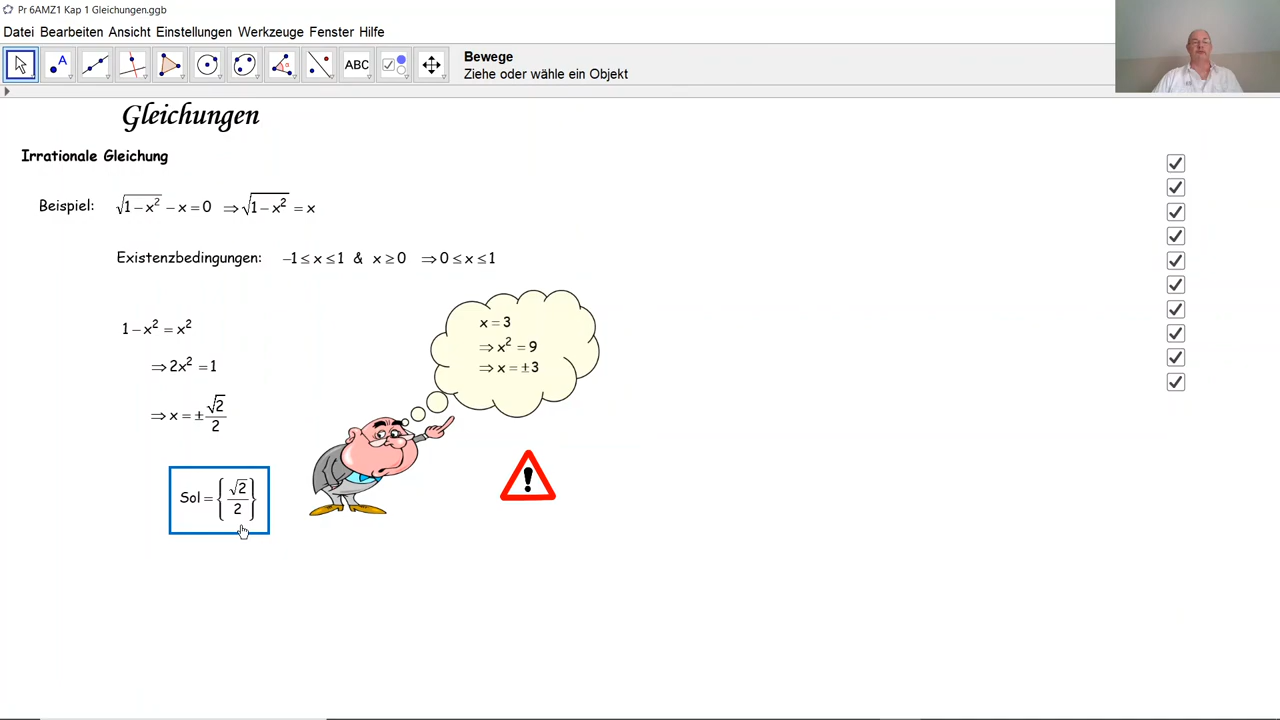 Pr 6AMZ1 Kap 1 Gleichungen.ggb
Datei Bearbeiten Ansicht Einstellungen Werkzeuge Fenster Hilfe
A
ABC
Bewege
Ziehe oder wähle ein Objekt
Gleichungen
Irrationale Gleichung
Beispiel: √(1−x²) − x = 0 ⇒ √(1−x²) = x
Existenzbedingungen: −1 ≤ x ≤ 1 & x ≥ 0 ⇒ 0 ≤ x ≤ 1
1 − x² = x²
⇒ 2x² = 1
⇒ x = ± √2/2
Sol = {√2/2}
x = 3
⇒ x² = 9
⇒ x = ±3
!